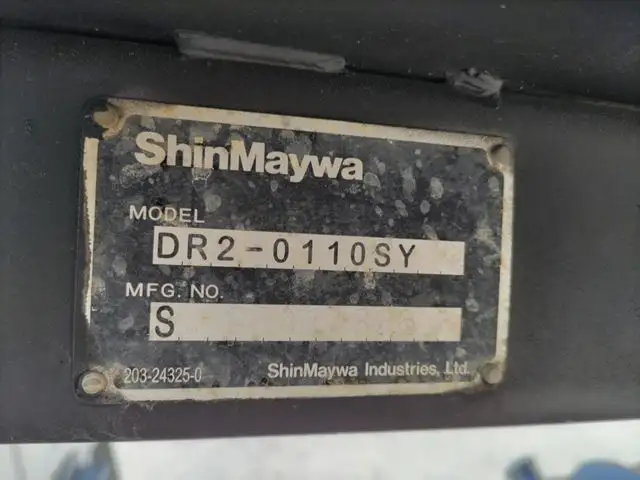 ShinMaywa
MODEL
DR2-0110SY
MFG. NO.
S
203-24325-0 ShinMaywa Industries, Ltd.